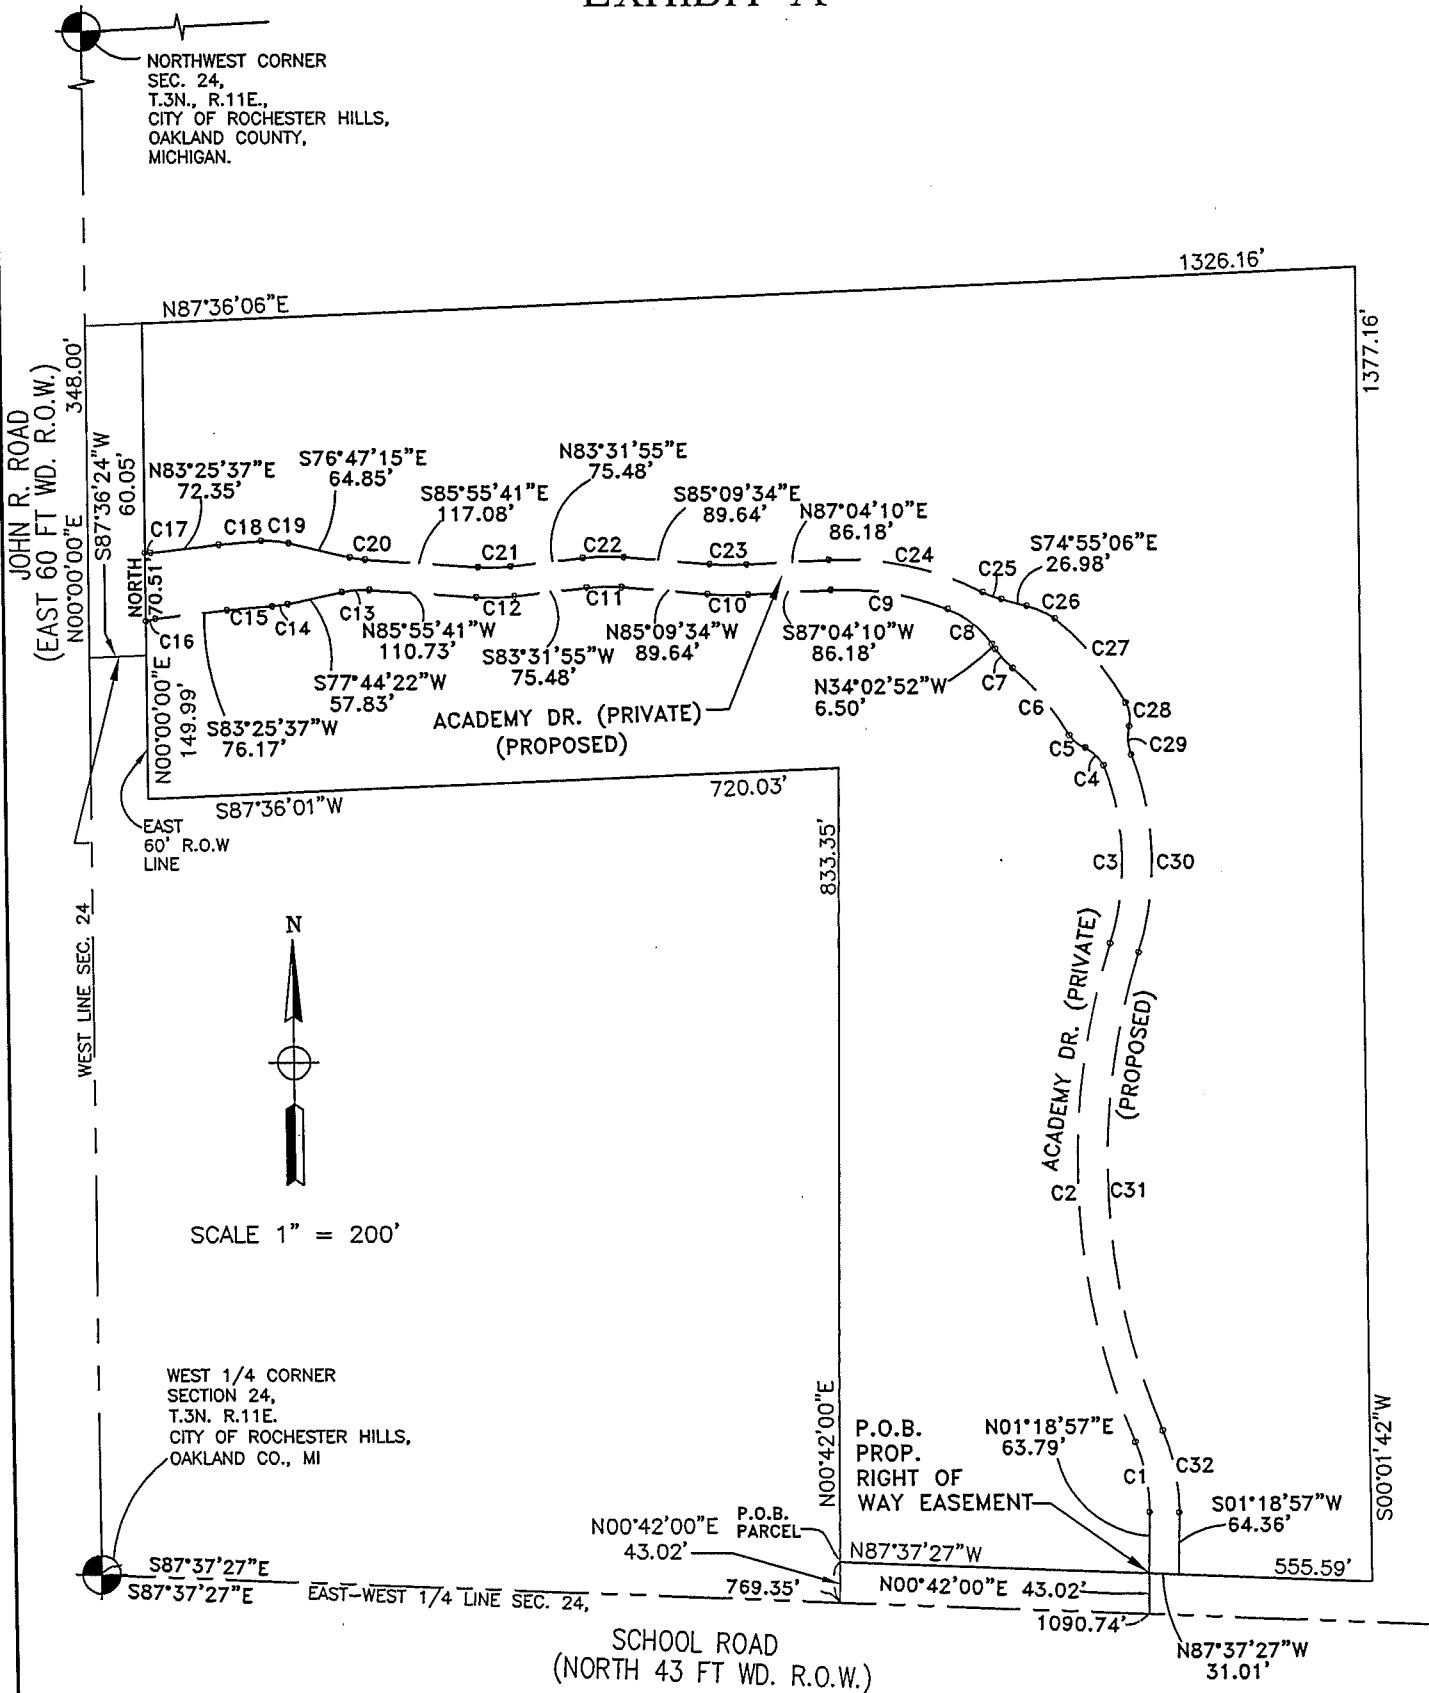 EXHIBIT "A"
NORTHWEST CORNER
SEC. 24,
T.3N., R.11E.,
CITY OF ROCHESTER HILLS,
OAKLAND COUNTY,
MICHIGAN.
1326.16'
N87°36'06"E
1377.16'
JOHN R. ROAD
(EAST 60 FT WD. R.O.W.)
N00°00'00"E 348.00'
S87°36'24"W
60.05'
N83°25'37"E
72.35'
S76°47'15"E
64.85'
S85°55'41"E
117.08'
N83°31'55"E
75.48'
S85°09'34"E
89.64'
N87°04'10"E
86.18'
S74°55'06"E
26.98'
C17
C18
C19
C20
C21
C22
C23
C24
C25
C26
C27
C28
C29
NORTH
70.51'
C16
C15
C14
C13
C12
C11
C10
C9
C8
C7
C6
C5
C4
N85°55'41"W
110.73'
S83°31'55"W
75.48'
N85°09'34"W
89.64'
S87°04'10"W
86.18'
N34°02'52"W
6.50'
S77°44'22"W
57.83'
S83°25'37"W
76.17'
N00°00'00"E
149.99'
ACADEMY DR. (PRIVATE)
(PROPOSED)
S87°36'01"W
720.03'
EAST
60' R.O.W
LINE
833.35'
C3
C30
WEST LINE SEC. 24
N
ACADEMY DR. (PRIVATE)
(PROPOSED)
C2
C31
SCALE 1" = 200'
WEST 1/4 CORNER
SECTION 24,
T.3N. R.11E.
CITY OF ROCHESTER HILLS,
OAKLAND CO., MI
N00°42'00"E
P.O.B.
PROP.
RIGHT OF
WAY EASEMENT
N01°18'57"E
63.79'
C1
C32
S01°18'57"W
64.36'
S00°01'42"W
N00°42'00"E
43.02'
P.O.B.
PARCEL
N87°37'27"W
555.59'
S87°37'27"E
S87°37'27"E
EAST-WEST 1/4 LINE SEC. 24,
769.35'
N00°42'00"E 43.02'
1090.74'
N87°37'27"W
31.01'
SCHOOL ROAD
(NORTH 43 FT WD. R.O.W.)